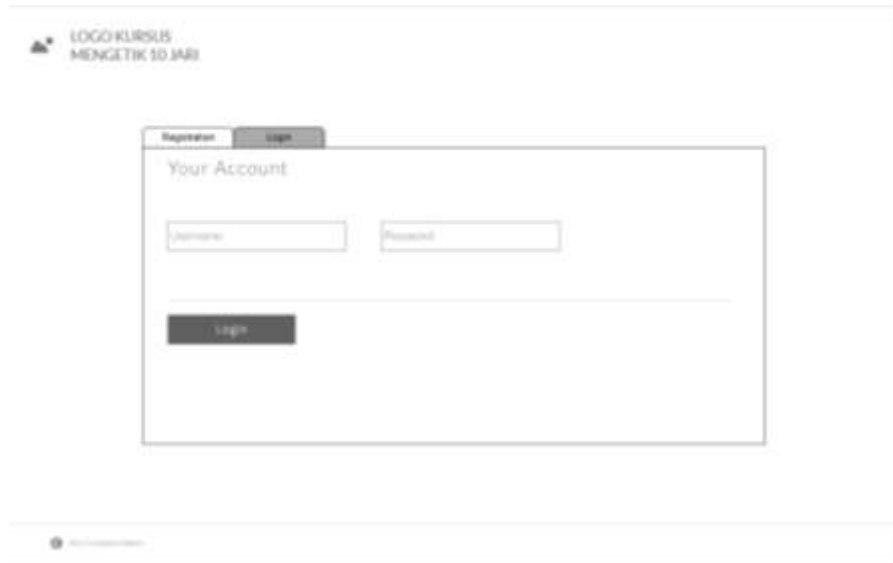 LOGO KURSUS
MENGETIK 10 JARI
Registration Login
Your Account
Username Password
Login